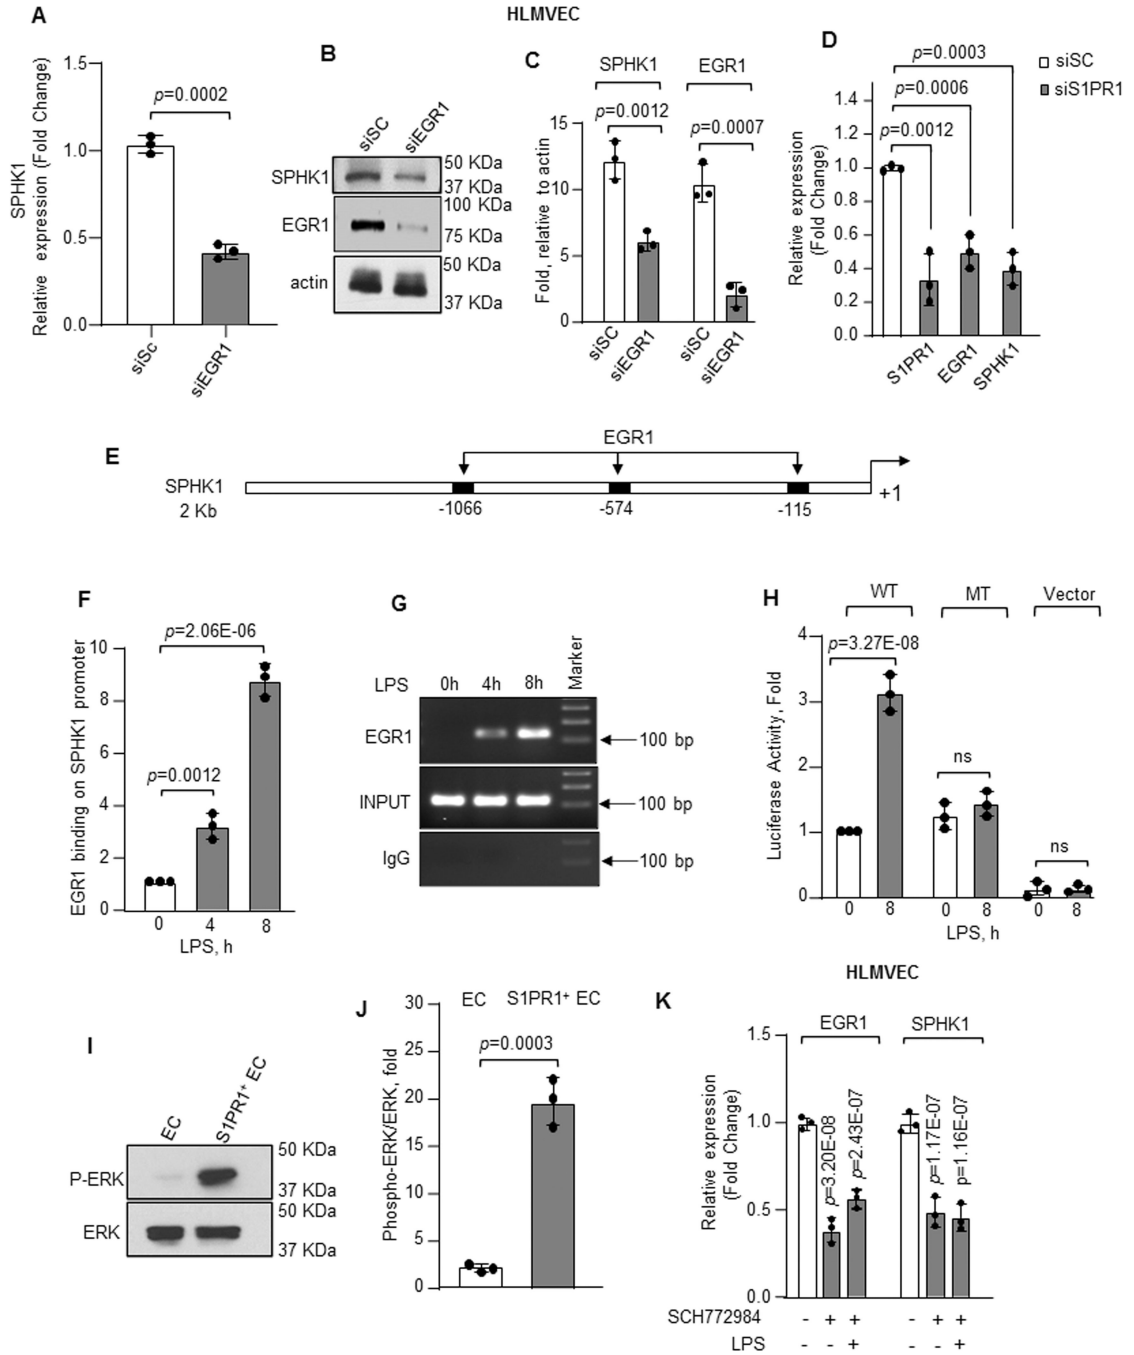 HLMVEC
A
SPHK1
Relative expression (Fold Change)
1.5
1.0
0.5
0.0
p=0.0002
siSc
siEGR1
B
siSC
siEGR1
SPHK1
50 KDa
37 KDa
EGR1
100 KDa
75 KDa
actin
50 KDa
37 KDa
C
SPHK1
EGR1
p=0.0012
p=0.0007
Fold, relative to actin
15
10
5
0
siSC
siEGR1
siSC
siEGR1
D
p=0.0003
p=0.0006
p=0.0012
siSC
siS1PR1
Relative expression
(Fold Change)
1.4
1.2
1.0
0.8
0.6
0.4
0.2
0.0
S1PR1
EGR1
SPHK1
E
EGR1
SPHK1
2 Kb
-1066
-574
-115
+1
F
EGR1 binding on SPHK1 promoter
10
8
6
4
2
0
p=2.06E-06
p=0.0012
0
4
8
LPS, h
G
LPS
0h
4h
8h
Marker
EGR1
100 bp
INPUT
100 bp
IgG
100 bp
H
WT
MT
Vector
Luciferase Activity, Fold
4
3
2
1
0
p=3.27E-08
ns
ns
0
8
0
8
0
8
LPS, h
I
EC
S1PR1+ EC
P-ERK
50 KDa
37 KDa
ERK
50 KDa
37 KDa
J
EC
S1PR1+ EC
p=0.0003
Phospho-ERK/ERK, fold
30
25
20
15
10
5
0
HLMVEC
K
EGR1
SPHK1
Relative expression
(Fold Change)
1.5
1.0
0.5
0.0
p=3.20E-08
p=2.43E-07
p=1.17E-07
p=1.16E-07
SCH772984 - + + - + +
LPS - - + - - +